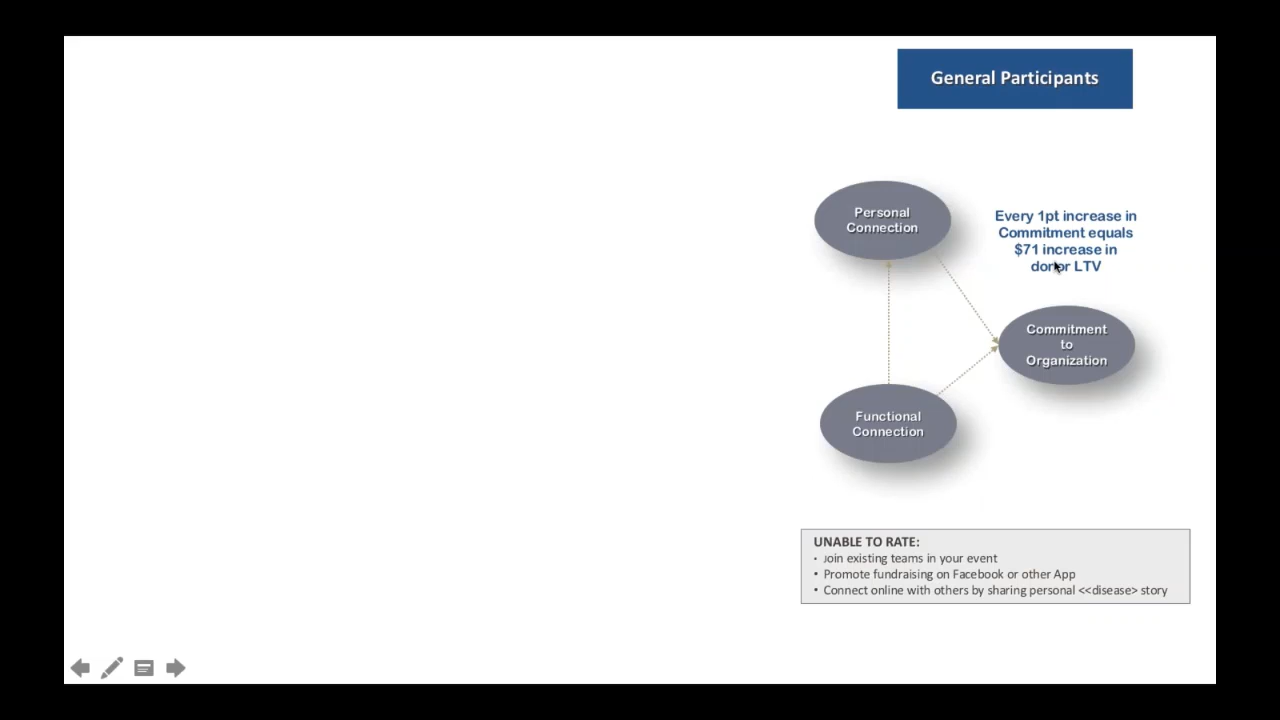 General Participants
Personal
Connection
Every 1pt increase in
Commitment equals
$71 increase in
donor LTV
Commitment
to
Organization
Functional
Connection
UNABLE TO RATE:
• Join existing teams in your event
• Promote fundraising on Facebook or other App
• Connect online with others by sharing personal <<disease> story